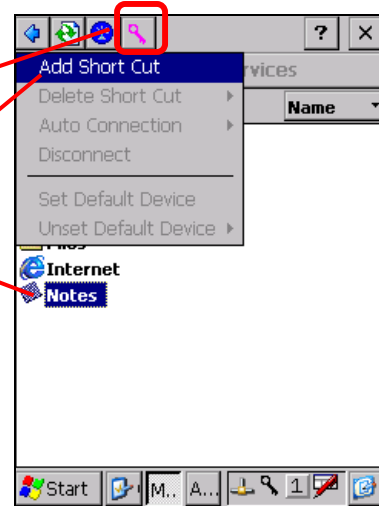 ?
Add Short Cut
rvices
Delete Short Cut
Name
Auto Connection
Disconnect
Set Default Device
Unset Default Device
Internet
Notes
Start
M..
A...
1